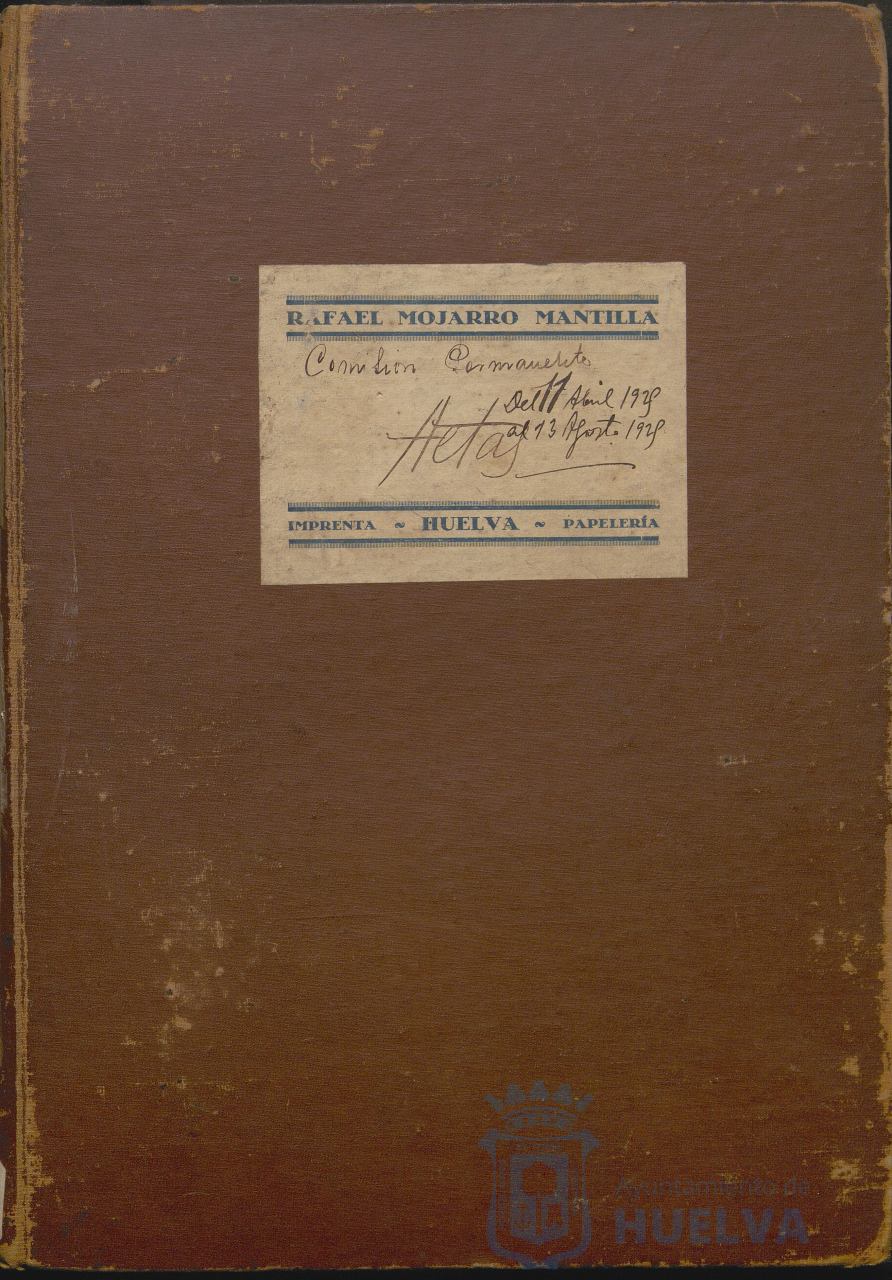 RAFAEL MOJARRO MANTILLA
Comision Permanente
Del 11 Abril 1929
Actas al 13 Agosto 1929
IMPRENTA ~ HUELVA ~ PAPELERÍA
Ayuntamiento de
HUELVA